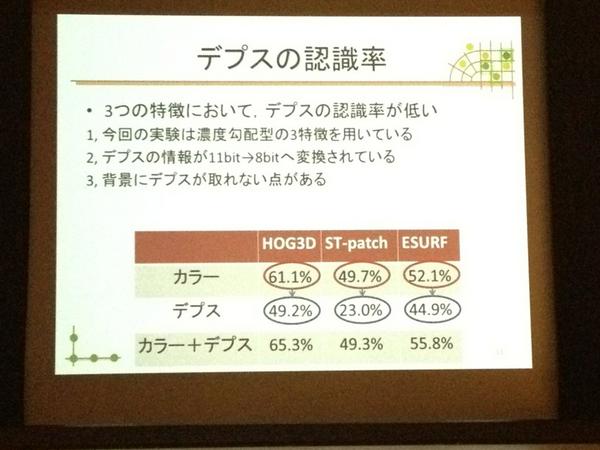 デプスの認識率
• 3つの特徴において，デプスの認識率が低い
1, 今回の実験は濃度勾配型の3特徴を用いている
2, デプスの情報が11bit→8bitへ変換されている
3, 背景にデプスが取れない点がある
HOG3D ST-patch ESURF
カラー 61.1% 49.7% 52.1%
デプス 49.2% 23.0% 44.9%
カラー＋デプス 65.3% 49.3% 55.8%